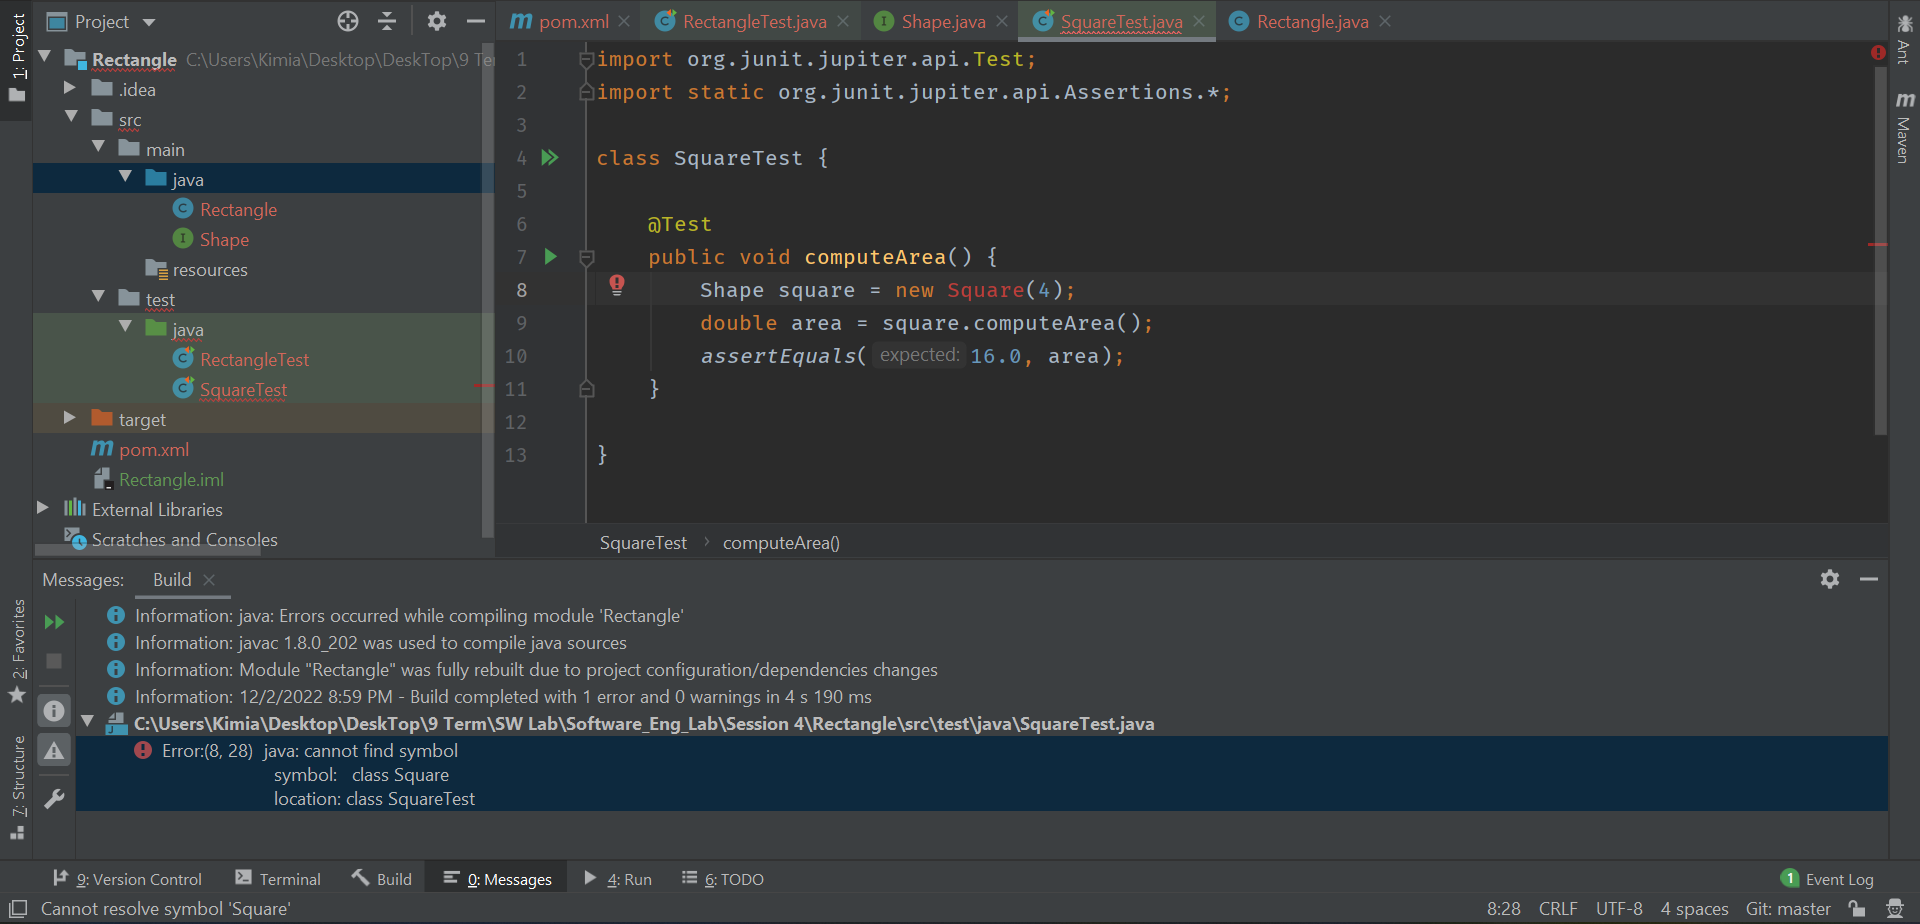 Project
pom.xml
RectangleTest.java
Shape.java
SquareTest.java
Rectangle.java
1: Project
2: Favorites
7: Structure
Ant
Maven
Rectangle C:\Users\Kimia\Desktop\DeskTop\9 Te
.idea
src
main
java
Rectangle
Shape
resources
test
java
RectangleTest
SquareTest
target
pom.xml
Rectangle.iml
External Libraries
Scratches and Consoles
1 import org.junit.jupiter.api.Test;
2 import static org.junit.jupiter.api.Assertions.*;
3
4 class SquareTest {
5
6 @Test
7 public void computeArea() {
8 Shape square = new Square(4);
9 double area = square.computeArea();
10 assertEquals( expected: 16.0, area);
11 }
12
13 }
SquareTest › computeArea()
Messages: Build
Information: java: Errors occurred while compiling module 'Rectangle'
Information: javac 1.8.0_202 was used to compile java sources
Information: Module "Rectangle" was fully rebuilt due to project configuration/dependencies changes
Information: 12/2/2022 8:59 PM - Build completed with 1 error and 0 warnings in 4 s 190 ms
C:\Users\Kimia\Desktop\DeskTop\9 Term\SW Lab\Software_Eng_Lab\Session 4\Rectangle\src\test\java\SquareTest.java
Error:(8, 28) java: cannot find symbol
symbol: class Square
location: class SquareTest
9: Version Control Terminal Build 0: Messages 4: Run 6: TODO 1 Event Log
Cannot resolve symbol 'Square' 8:28 CRLF UTF-8 4 spaces Git: master